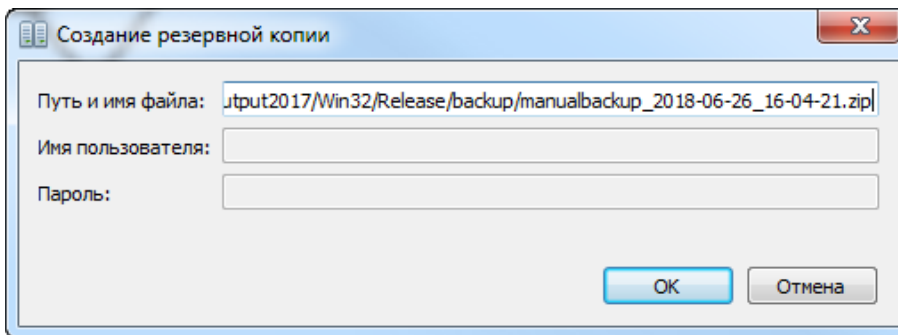 Создание резервной копии
Путь и имя файла: utput2017/Win32/Release/backup/manualbackup_2018-06-26_16-04-21.zip
Имя пользователя:
Пароль:
OK Отмена